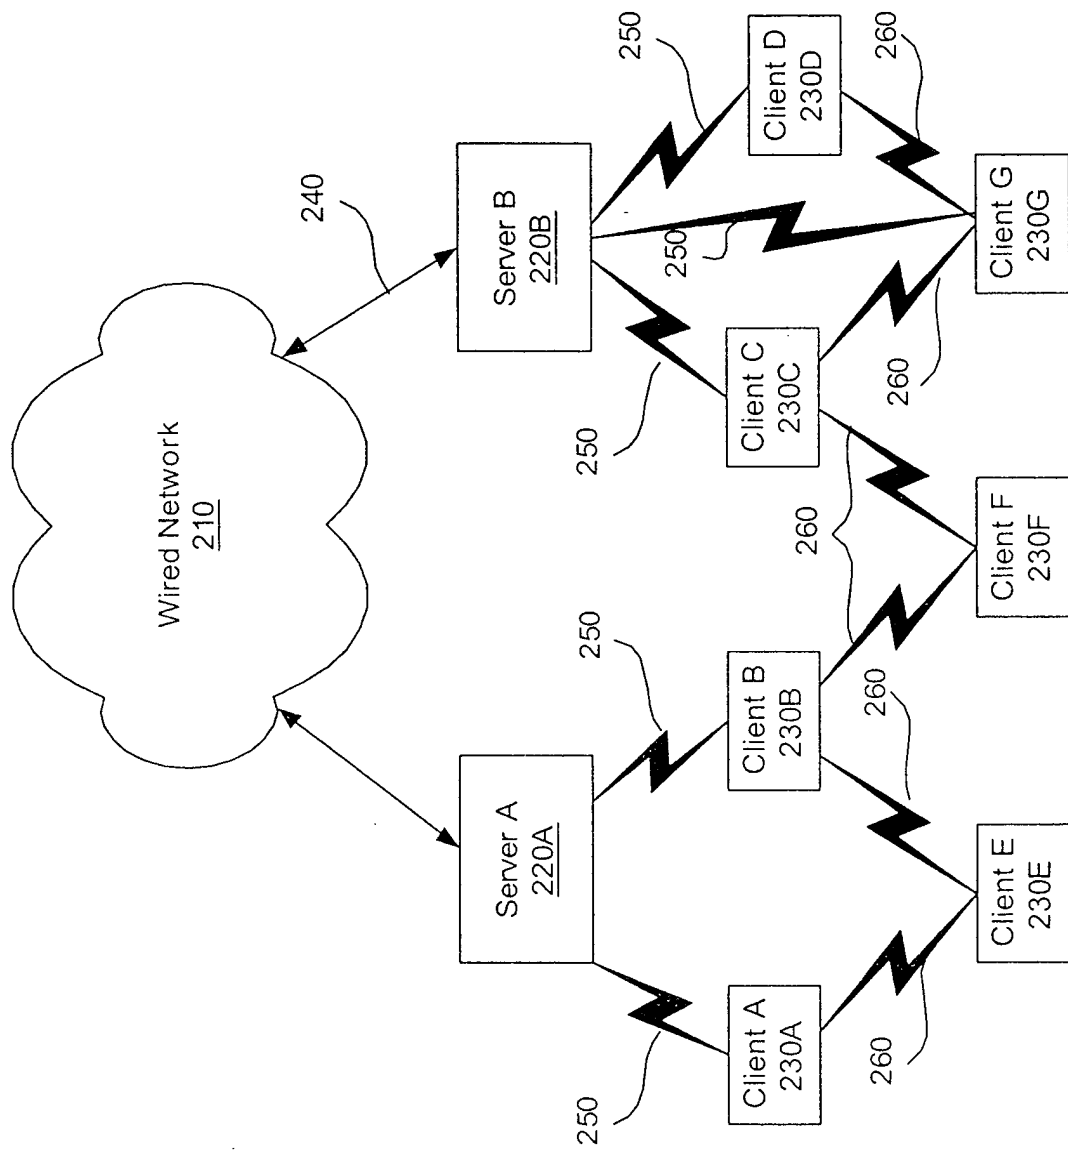 Wired Network
210
240
Server A
220A
Server B
220B
250
250
250
250
250
Client A
230A
Client B
230B
Client C
230C
Client D
230D
260
260
260
260
260
Client E
230E
Client F
230F
Client G
230G